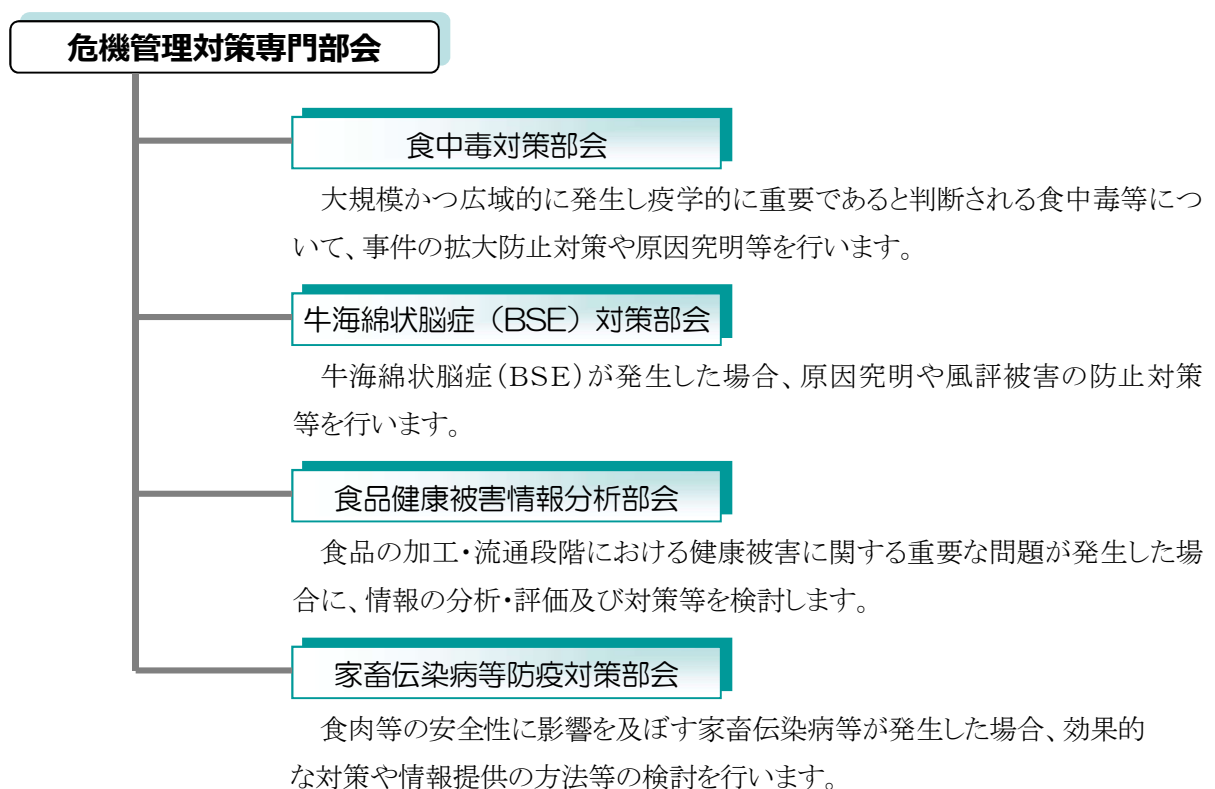 危機管理対策専門部会
食中毒対策部会
大規模かつ広域的に発生し疫学的に重要であると判断される食中毒等につ
いて、事件の拡大防止対策や原因究明等を行います。
牛海綿状脳症（BSE）対策部会
牛海綿状脳症（BSE）が発生した場合、原因究明や風評被害の防止対策
等を行います。
食品健康被害情報分析部会
食品の加工・流通段階における健康被害に関する重要な問題が発生した場
合に、情報の分析・評価及び対策等を検討します。
家畜伝染病等防疫対策部会
食肉等の安全性に影響を及ぼす家畜伝染病等が発生した場合、効果的
な対策や情報提供の方法等の検討を行います。